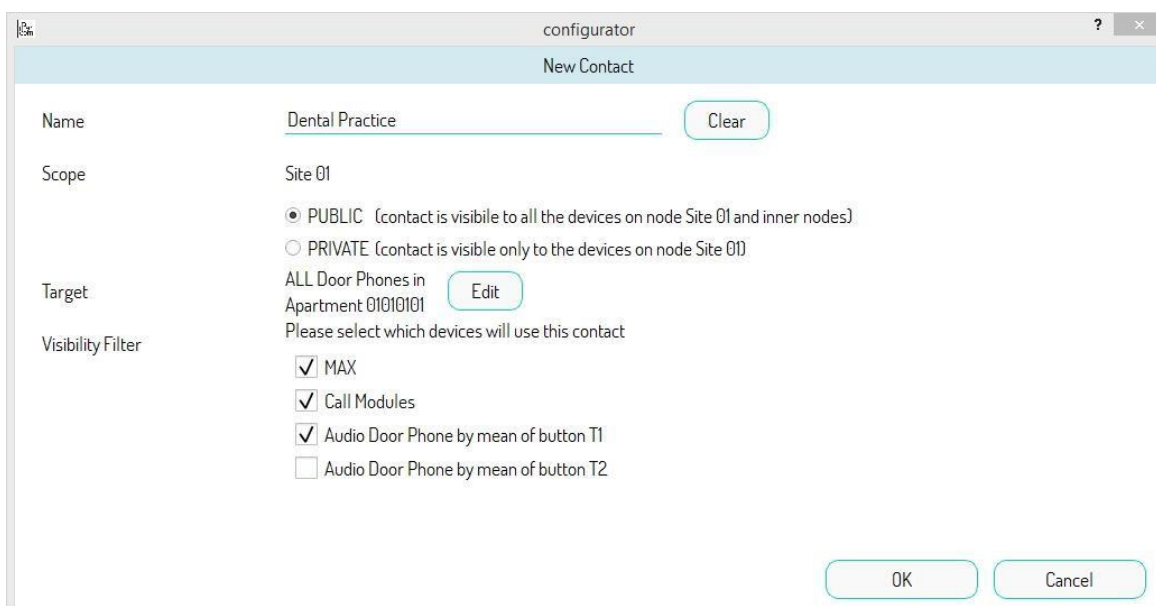 configurator ?
New Contact
Name Dental Practice Clear
Scope Site 01
PUBLIC (contact is visibile to all the devices on node Site 01 and inner nodes)
PRIVATE (contact is visible only to the devices on node Site 01)
Target ALL Door Phones in
Apartment 01010101 Edit
Visibility Filter Please select which devices will use this contact
MAX
Call Modules
Audio Door Phone by mean of button T1
Audio Door Phone by mean of button T2
OK Cancel